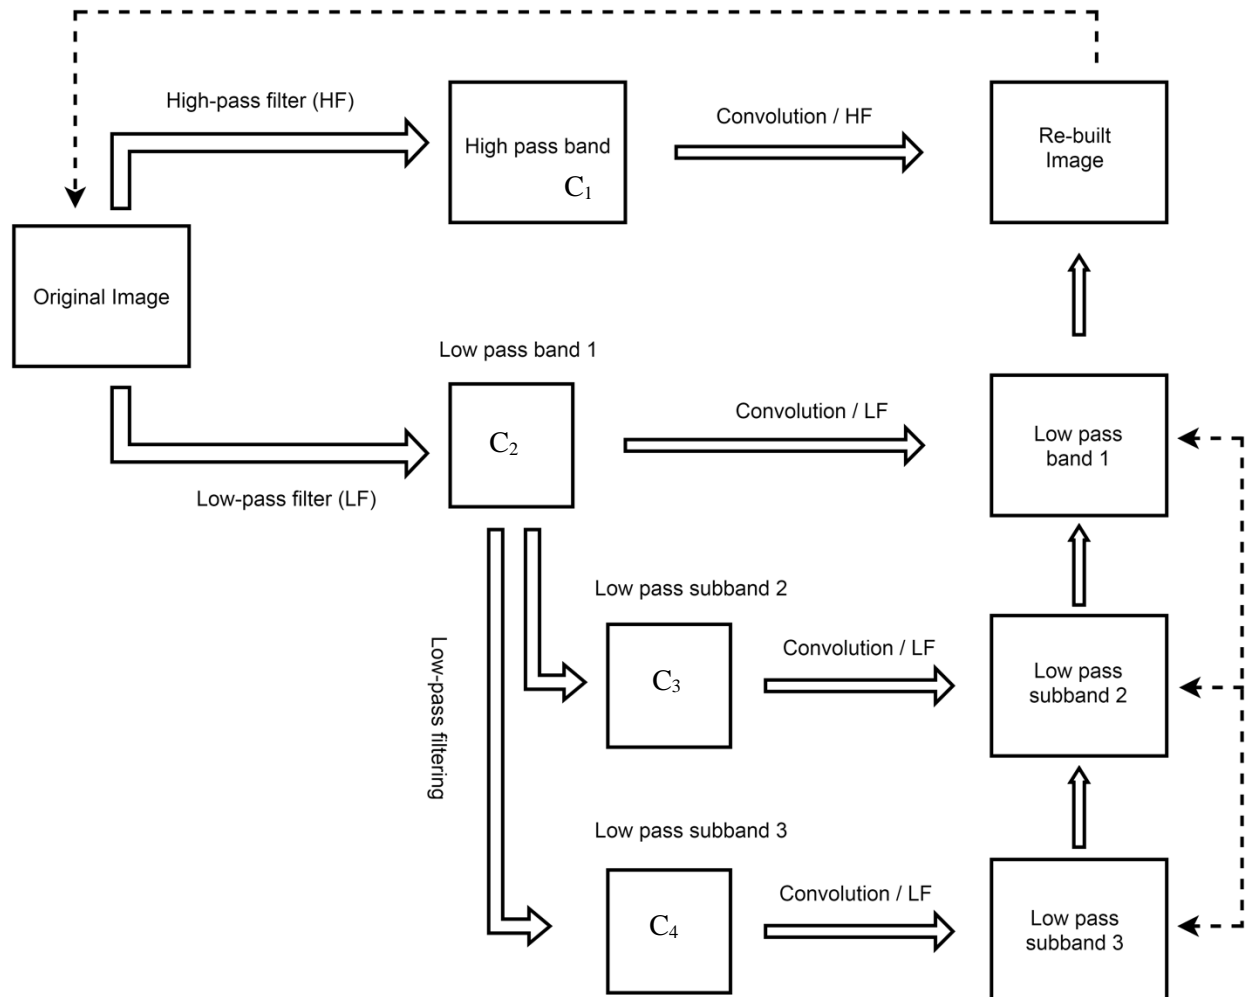 High-pass filter (HF)
High pass band
C₁
Convolution / HF
Re-built
Image
Original Image
Low pass band 1
C₂
Convolution / LF
Low pass
band 1
Low-pass filter (LF)
Low-pass filtering
Low pass subband 2
C₃
Convolution / LF
Low pass
subband 2
Low pass subband 3
C₄
Convolution / LF
Low pass
subband 3